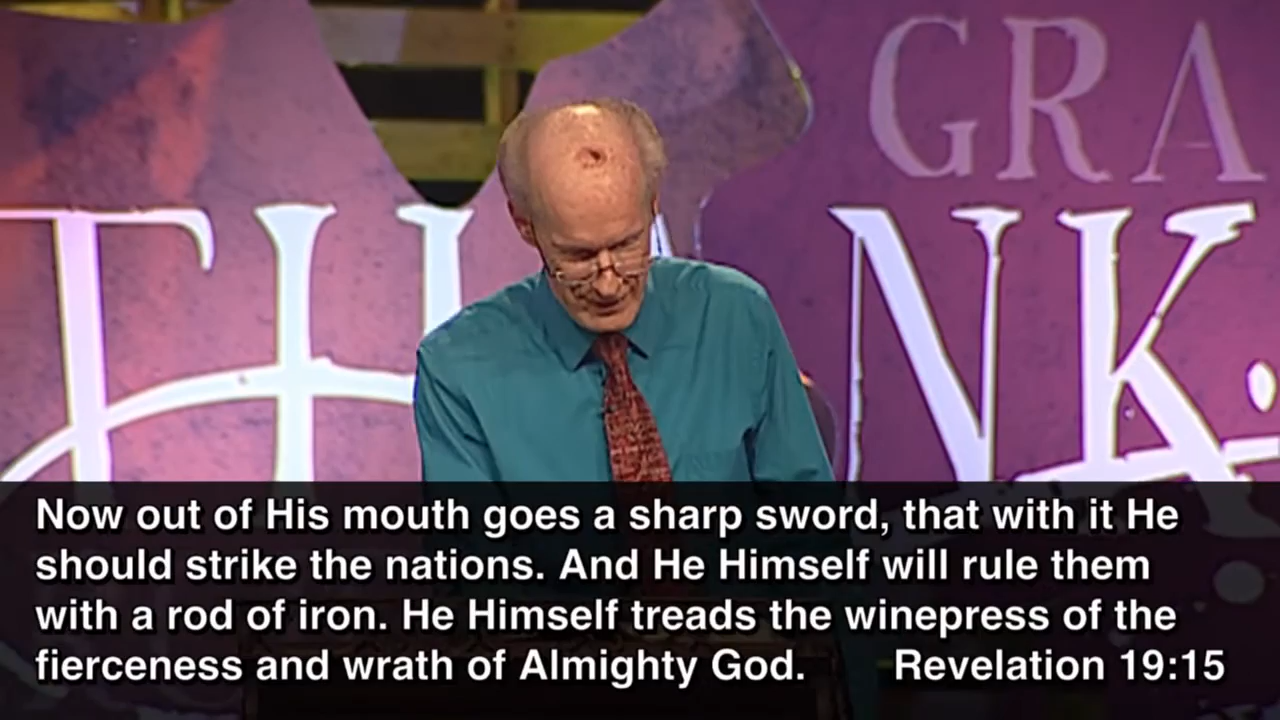 GRA
THANK
Now out of His mouth goes a sharp sword, that with it He
should strike the nations. And He Himself will rule them
with a rod of iron. He Himself treads the winepress of the
fierceness and wrath of Almighty God. Revelation 19:15